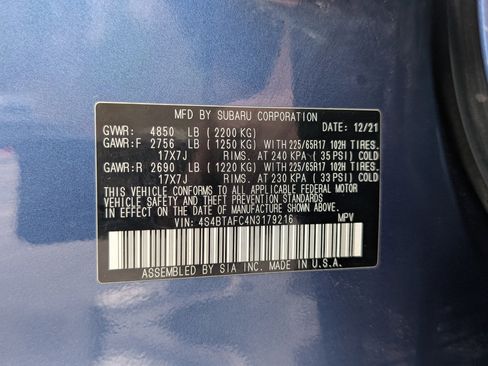 MFD BY SUBARU CORPORATION
GVWR: 4850 LB ( 2200 KG) DATE: 12/21
GAWR:F 2756 LB ( 1250 KG) WITH 225/65R17 102H TIRES.
17X7J RIMS. AT 240 KPA ( 35 PSI) COLD
GAWR:R 2690 LB ( 1220 KG) WITH 225/65R17 102H TIRES.
17X7J RIMS. AT 230 KPA ( 33 PSI) COLD
THIS VEHICLE CONFORMS TO ALL APPLICABLE FEDERAL MOTOR
VEHICLE SAFETY AND THEFT PREVENTION STANDARDS
IN EFFECT ON THE DATE OF MANUFACTURE SHOWN ABOVE.
VIN: 4S4BTAFC4N3179216 MPV
ASSEMBLED BY SIA INC. MADE IN U.S.A.